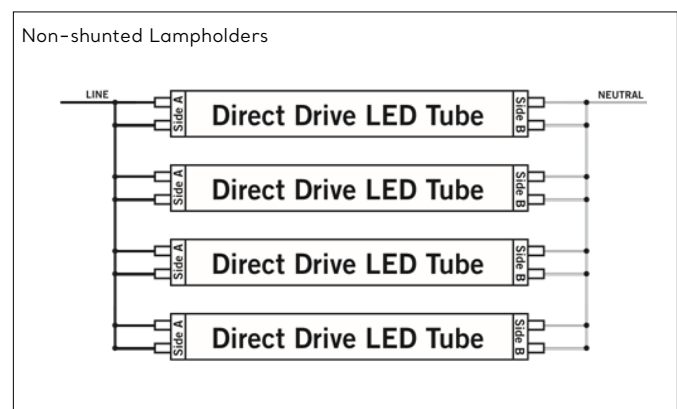 Non-shunted Lampholders
LINE
NEUTRAL
Side A
Direct Drive LED Tube
Side B
Side A
Direct Drive LED Tube
Side B
Side A
Direct Drive LED Tube
Side B
Side A
Direct Drive LED Tube
Side B